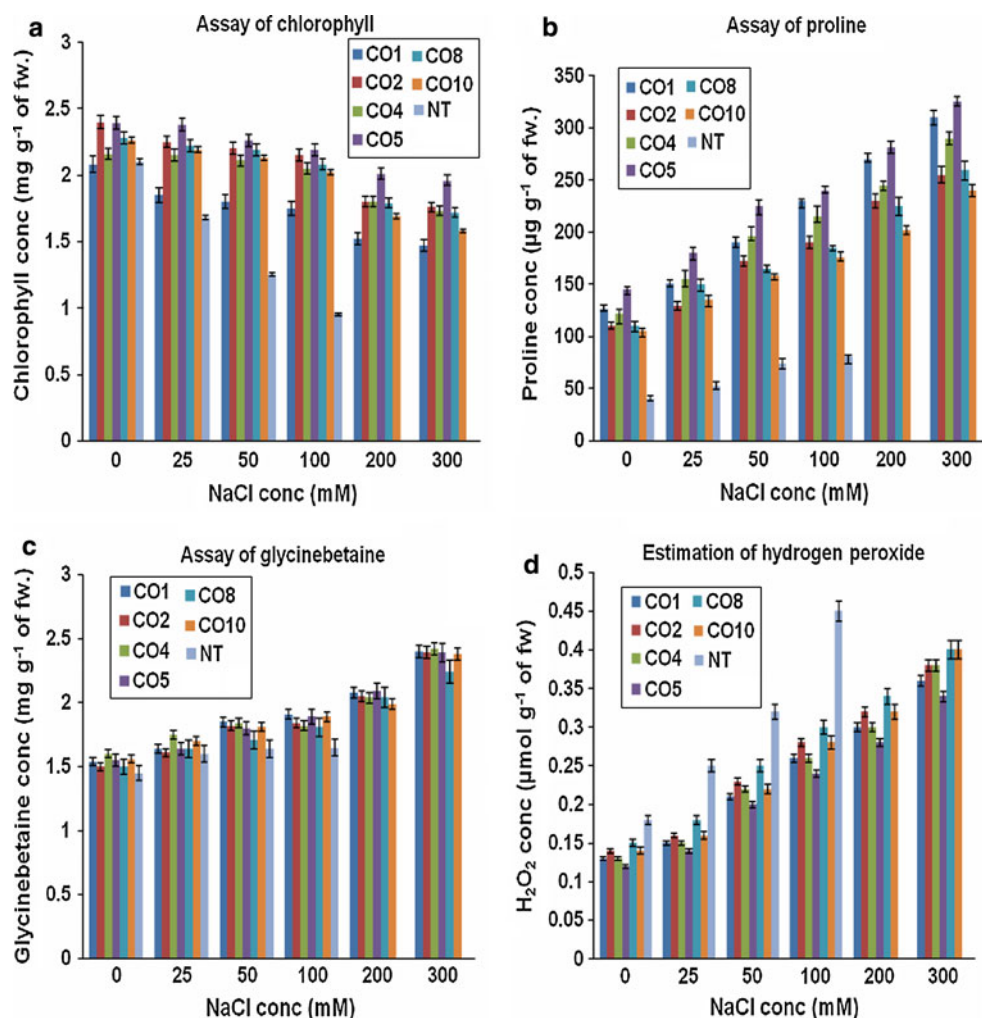 a
Assay of chlorophyll
Chlorophyll conc (mg g⁻¹ of fw.)
3
2.5
2
1.5
1
0.5
0
CO1 CO8
CO2 CO10
CO4 NT
CO5
0 25 50 100 200 300
NaCl conc (mM)
b
Assay of proline
Proline conc (µg g⁻¹ of fw.)
350
300
250
200
150
100
50
0
CO1 CO8
CO2 CO10
CO4 NT
CO5
0 25 50 100 200 300
NaCl conc (mM)
c
Assay of glycinebetaine
Glycinebetaine conc (mg g⁻¹ of fw.)
3
2.5
2
1.5
1
0.5
0
CO1 CO8
CO2 CO10
CO4 NT
CO5
0 25 50 100 200 300
NaCl conc (mM)
d
Estimation of hydrogen peroxide
H₂O₂ conc (µmol g⁻¹ of fw)
0.5
0.45
0.4
0.35
0.3
0.25
0.2
0.15
0.1
0.05
0
CO1 CO8
CO2 CO10
CO4 NT
CO5
0 25 50 100 200 300
NaCl conc (mM)